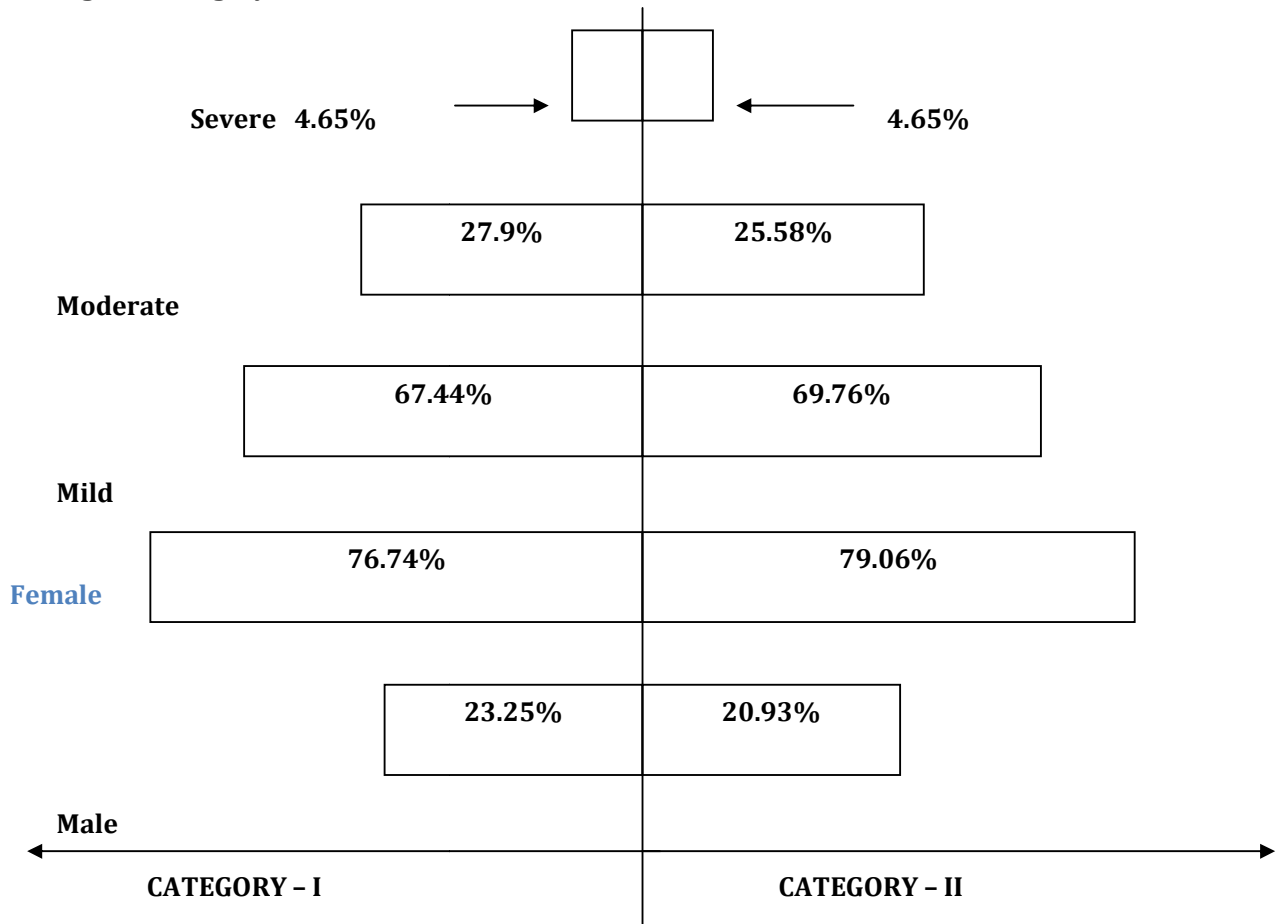 Severe 4.65%
4.65%
27.9%
25.58%
Moderate
67.44%
69.76%
Mild
76.74%
79.06%
Female
23.25%
20.93%
Male
CATEGORY – I
CATEGORY – II